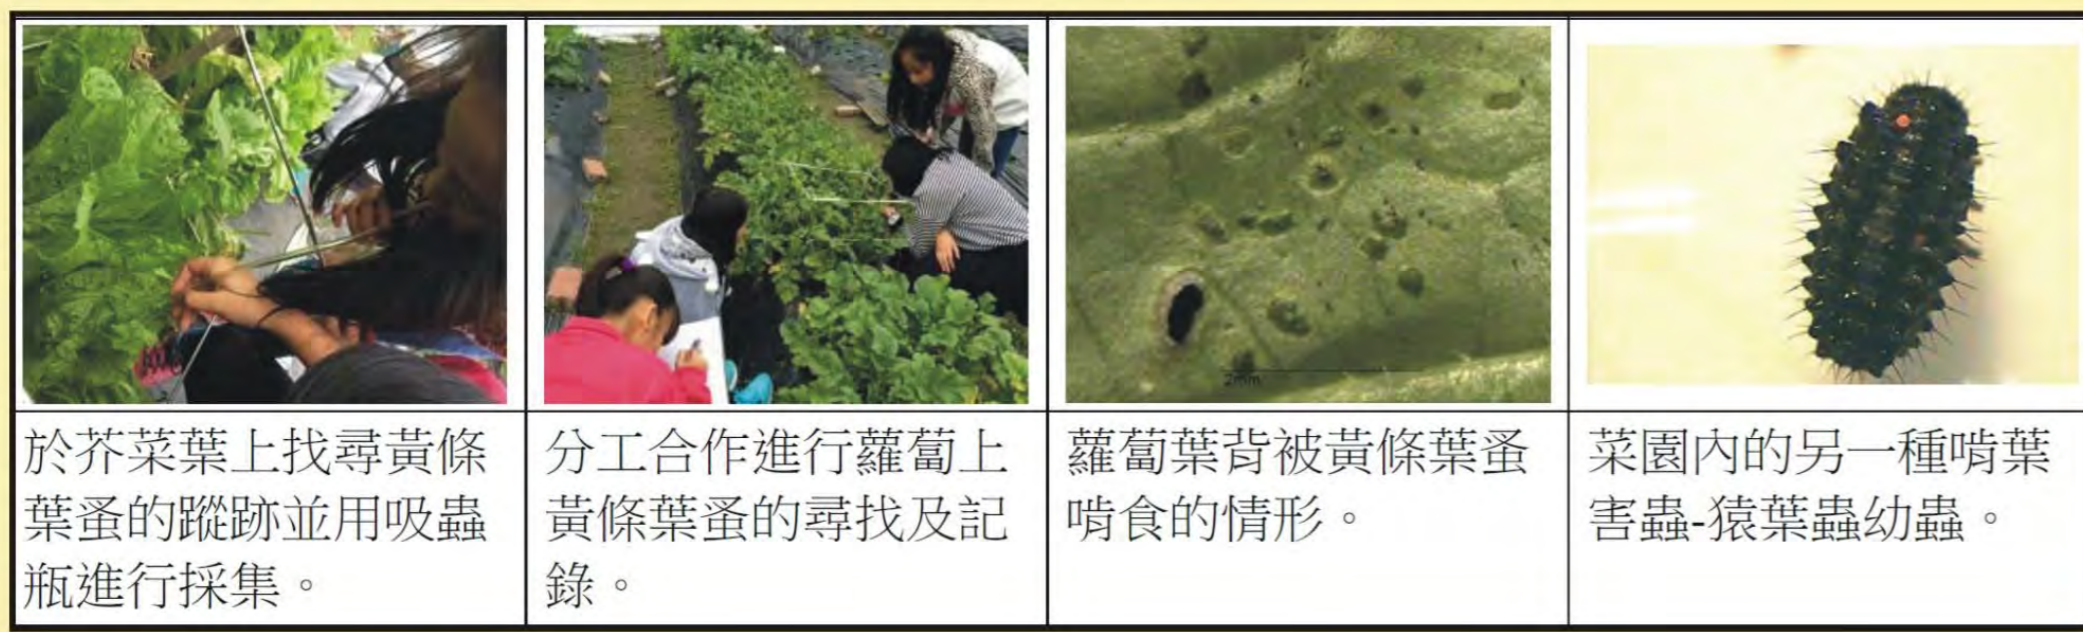 2mm
於芥菜葉上找尋黃條
葉蚤的蹤跡並用吸蟲
瓶進行採集。
分工合作進行蘿蔔上
黃條葉蚤的尋找及記
錄。
蘿蔔葉背被黃條葉蚤
啃食的情形。
菜園內的另一種啃葉
害蟲-猿葉蟲幼蟲。